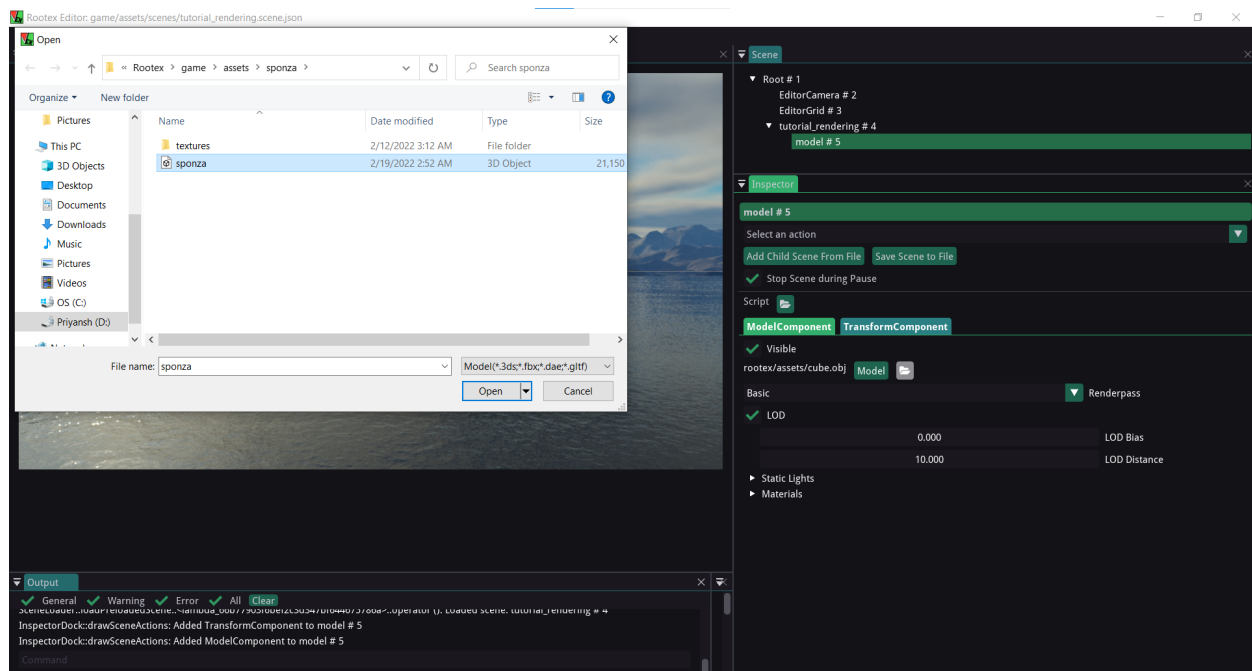 Rootex Editor: game/assets/scenes/tutorial_rendering.scene.json
Open
« Rootex > game > assets > sponza >
Search sponza
Organize
New folder
Name
Date modified
Type
Size
Pictures
This PC
3D Objects
Desktop
Documents
Downloads
Music
Pictures
Videos
OS (C:)
Priyansh (D:)
textures 2/12/2022 3:12 AM File folder
sponza 2/19/2022 2:52 AM 3D Object 21,150
File name: sponza
Model(*.3ds;*.fbx;*.dae;*.gltf)
Open
Cancel
Scene
Root # 1
EditorCamera # 2
EditorGrid # 3
tutorial_rendering # 4
model # 5
Inspector
model # 5
Select an action
Add Child Scene From File Save Scene to File
Stop Scene during Pause
Script
ModelComponent TransformComponent
Visible
rootex/assets/cube.obj Model
Basic Renderpass
LOD
0.000 LOD Bias
10.000 LOD Distance
Static Lights
Materials
Output
General Warning Error All Clear
InspectorDock::drawSceneActions: Added TransformComponent to model # 5
InspectorDock::drawSceneActions: Added ModelComponent to model # 5
Command